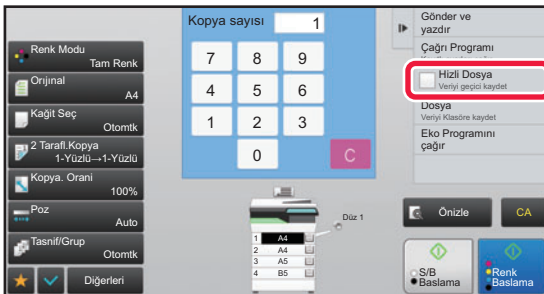 Renk Modu
Tam Renk
Orijinal
A4
Kağit Seç
Otomtk
2 Tarafl.Kopya
1-Yüzlü→1-Yüzlü
Kopya. Orani
100%
Poz
Auto
Tasnif/Grup
Otomtk
Diğerleri
Kopya sayısı
1
7 8 9
4 5 6
1 2 3
0 C
Düz 1
1 A4
2 A4
3 A5
4 B5
Gönder ve
yazdır
Çağrı Programı
Hizli Dosya
Veriyi geçici kaydet
Dosya
Veriyi Klasöre kaydet
Eko Programını
çağır
Önizle
CA
S/B
Baslama
Renk
Baslama